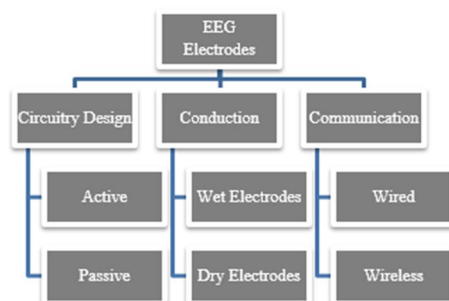 EEG
Electrodes
Circuitry Design
Conduction
Communication
Active
Wet Electrodes
Wired
Passive
Dry Electrodes
Wireless